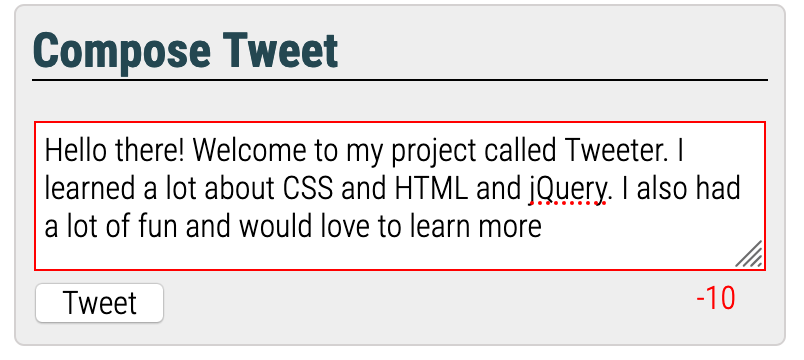 Compose Tweet
Hello there! Welcome to my project called Tweeter. I
learned a lot about CSS and HTML and jQuery. I also had
a lot of fun and would love to learn more
Tweet
-10